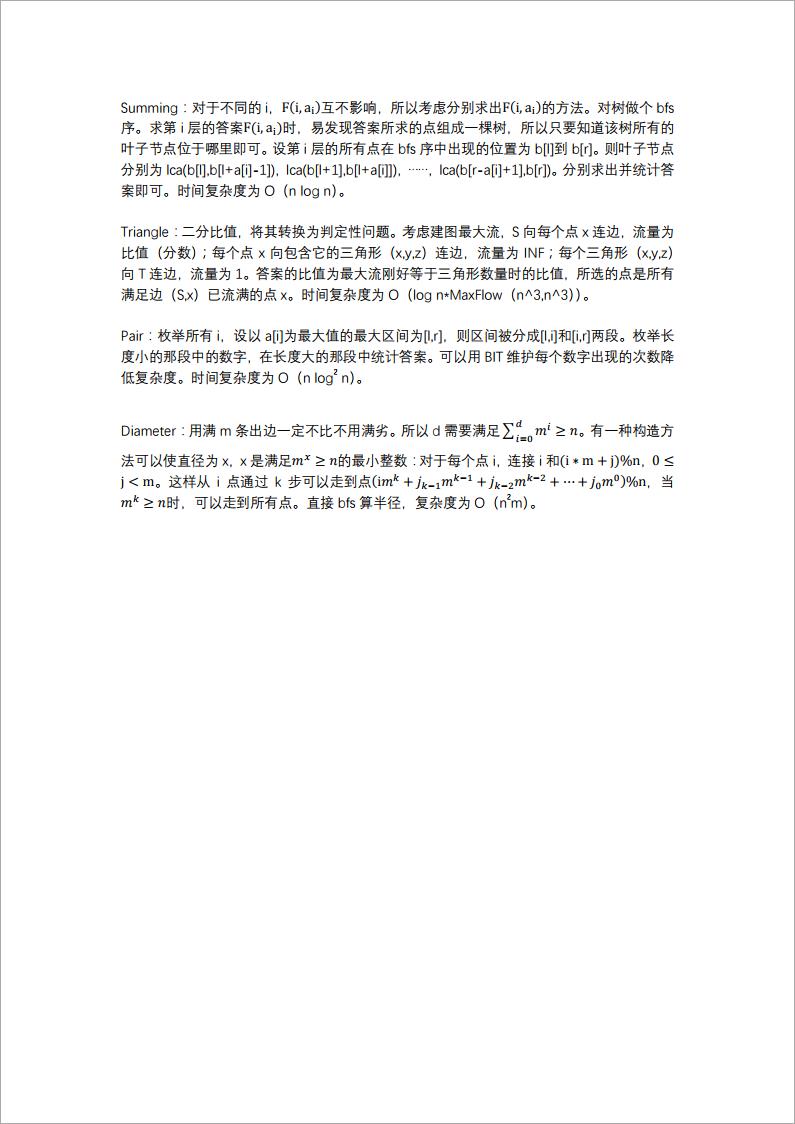 Summing：对于不同的 i，F(i, aᵢ)互不影响，所以考虑分别求出F(i, aᵢ)的方法。对树做个 bfs
序。求第 i 层的答案F(i, aᵢ)时，易发现答案所求的点组成一棵树，所以只要知道该树所有的
叶子节点位于哪里即可。设第 i 层的所有点在 bfs 序中出现的位置为 b[l]到 b[r]。则叶子节点
分别为 lca(b[l],b[l+a[i]-1])，lca(b[l+1],b[l+a[i]])，……，lca(b[r-a[i]+1],b[r])。分别求出并统计答
案即可。时间复杂度为 O（n log n）。
Triangle：二分比值，将其转换为判定性问题。考虑建图最大流，S 向每个点 x 连边，流量为
比值（分数）；每个点 x 向包含它的三角形（x,y,z）连边，流量为 INF；每个三角形（x,y,z）
向 T 连边，流量为 1。答案的比值为最大流刚好等于三角形数量时的比值，所选的点是所有
满足边（S,x）已流满的点 x。时间复杂度为 O（log n*MaxFlow（n^3,n^3））。
Pair：枚举所有 i，设以 a[i]为最大值的最大区间为[l,r]，则区间被分成[l,i]和[i,r]两段。枚举长
度小的那段中的数字，在长度大的那段中统计答案。可以用 BIT 维护每个数字出现的次数降
低复杂度。时间复杂度为 O（n log² n）。
Diameter：用满 m 条出边一定不比不用满劣。所以 d 需要满足∑ᵢ₌₀ᵈ mⁱ ≥ n。有一种构造方
法可以使直径为 x，x 是满足mˣ ≥ n的最小整数：对于每个点 i，连接 i 和(i * m + j)%n，0 ≤
j < m。这样从 i 点通过 k 步可以走到点(imᵏ + jₖ₋₁mᵏ⁻¹ + jₖ₋₂mᵏ⁻² + ⋯ + j₀m⁰)%n，当
mᵏ ≥ n时，可以走到所有点。直接 bfs 算半径，复杂度为 O（n²m）。